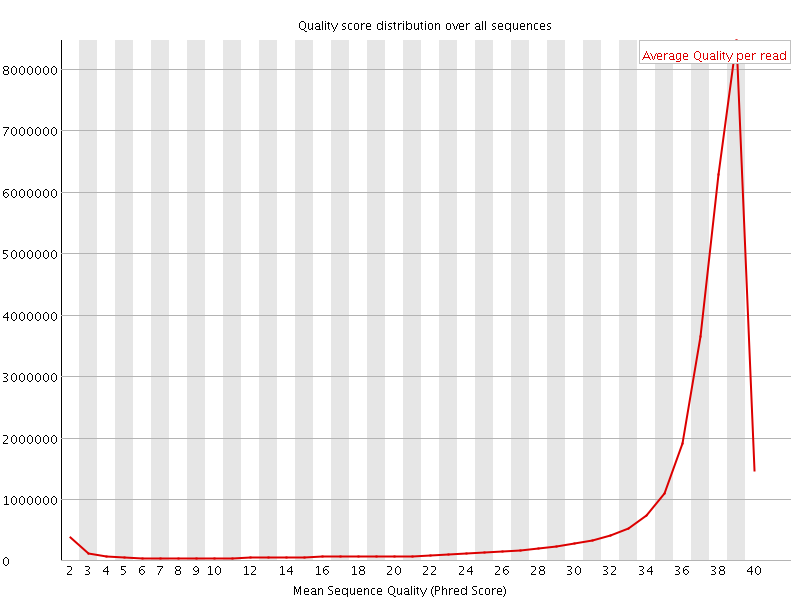 Quality score distribution over all sequences
Average Quality per read
8000000
7000000
6000000
5000000
4000000
3000000
2000000
1000000
0
2 3 4 5 6 7 8 9 10 12 14 16 18 20 22 24 26 28 30 32 34 36 38 40
Mean Sequence Quality (Phred Score)